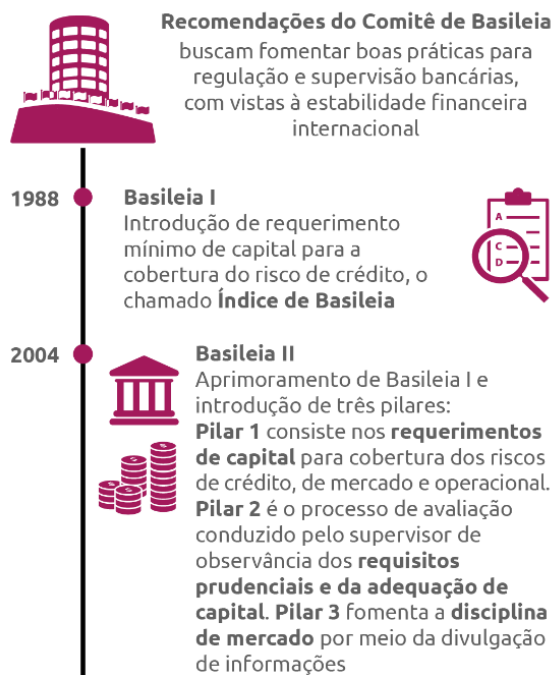 Recomendações do Comitê de Basileia
buscam fomentar boas práticas para
regulação e supervisão bancárias,
com vistas à estabilidade financeira
internacional
1988
Basileia I
Introdução de requerimento
mínimo de capital para a
cobertura do risco de crédito, o
chamado Índice de Basileia
A
C
D
2004
Basileia II
Aprimoramento de Basileia I e
introdução de três pilares:
Pilar 1 consiste nos requerimentos
de capital para cobertura dos riscos
de crédito, de mercado e operacional.
Pilar 2 é o processo de avaliação
conduzido pelo supervisor de
observância dos requisitos
prudenciais e da adequação de
capital. Pilar 3 fomenta a disciplina
de mercado por meio da divulgação
de informações